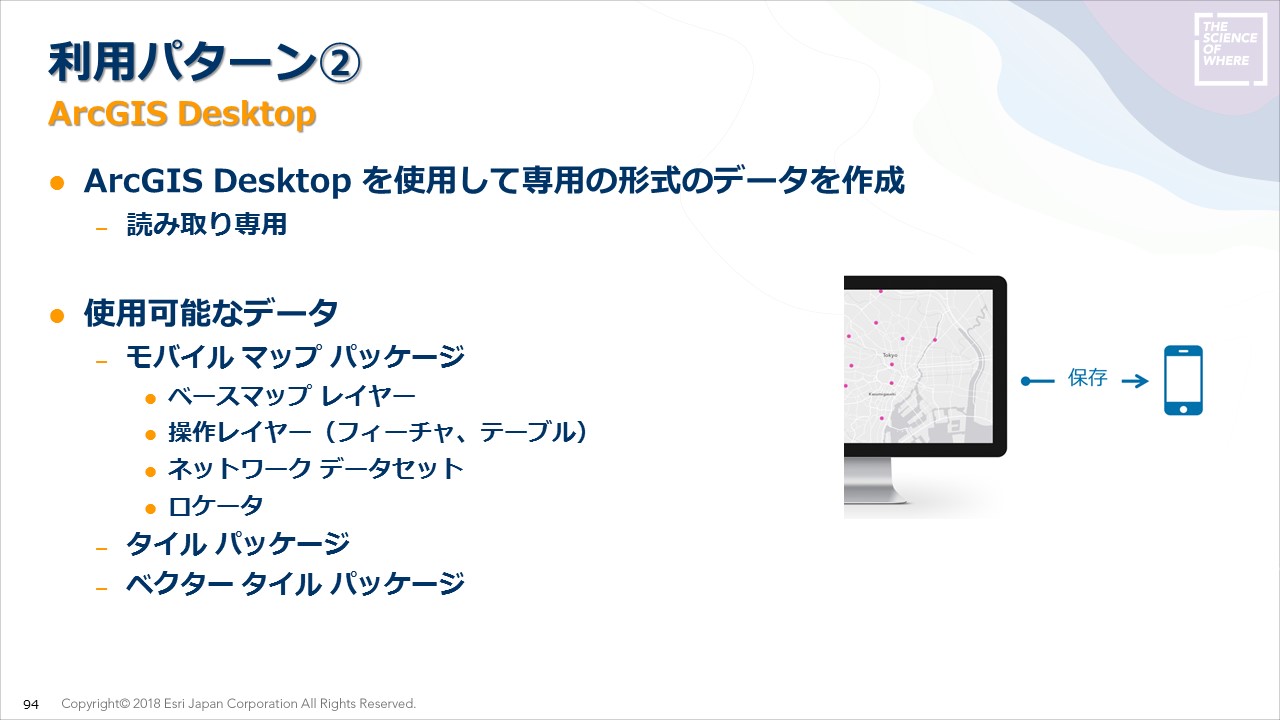 利用パターン②
ArcGIS Desktop
THE
SCIENCE
OF
WHERE
● ArcGIS Desktop を使用して専用の形式のデータを作成
– 読み取り専用
● 使用可能なデータ
– モバイル マップ パッケージ
● ベースマップ レイヤー
● 操作レイヤー（フィーチャ、テーブル）
● ネットワーク データセット
● ロケータ
– タイル パッケージ
– ベクター タイル パッケージ
Tokyo
Kasumigaseki
保存
94 Copyright© 2018 Esri Japan Corporation All Rights Reserved.